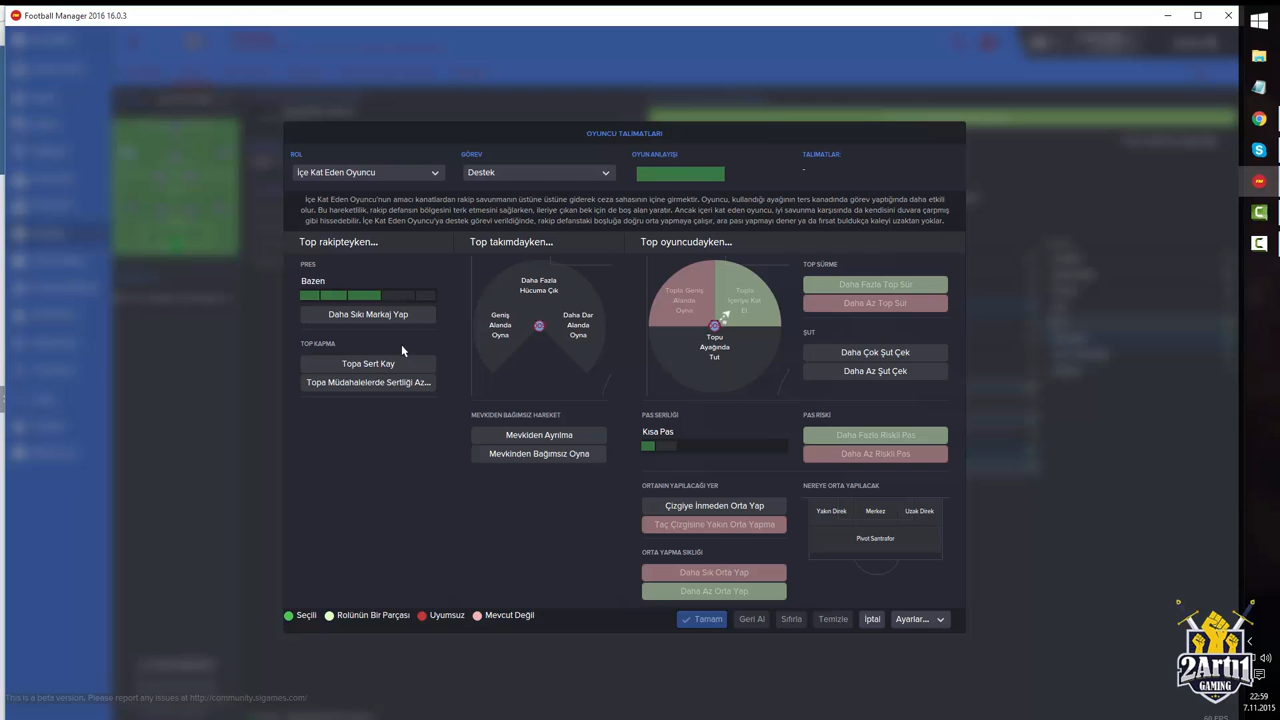 Football Manager 2016 16.0.3
OYUNCU TALİMATLARI
ROL
GÖREV
OYUN ANLAYIŞI
TALİMATLAR:
İçe Kat Eden Oyuncu
Destek
-
İçe Kat Eden Oyuncu'nun amacı kanatlardan rakip savunmanın üstüne üstüne giderek ceza sahasının içine girmektir. Oyuncu, kullandığı ayağın ters kanadında görev yaptığında daha etkili
olur. Bu hareketlilik, rakip defansın bölgesini terk etmesini sağlarken, ileriye çıkan bek için de boş alan yaratır. Ancak içeri kat eden oyuncu, iyi savunma karşısında da kendisini duvara çarpmış
gibi hissedebilir. İçe Kat Eden Oyuncu'ya destek görevi verildiğinde, rakip defanstaki boşluğa doğru orta yapmaya çalışır, ara pası yapmayı dener ya da fırsat buldukça kaleyi uzaktan yoklar.
Top rakipteyken...
Top takımdayken...
Top oyuncudayken...
PRES
Bazen
Daha Sıkı Markaj Yap
TOP KAPMA
Topa Sert Kay
Topa Müdahalelerde Sertliği Az...
Daha Fazla
Hücuma Çık
Geniş
Alanda
Oyna
Daha Dar
Alanda
Oyna
MEVKİDEN BAĞIMSIZ HAREKET
Mevkiden Ayrılma
Mevkinden Bağımsız Oyna
Topla Geniş
Alanda
Oyna
Topla
İçeriye Kat
Et
Topu
Ayağında
Tut
PAS SERİLİĞİ
Kısa Pas
ORTANIN YAPILACAĞI YER
Çizgiye İnmeden Orta Yap
Taç Çizgisine Yakın Orta Yapma
ORTA YAPMA SIKLIĞI
Daha Sık Orta Yap
Daha Az Orta Yap
TOP SÜRME
Daha Fazla Top Sür
Daha Az Top Sür
ŞUT
Daha Çok Şut Çek
Daha Az Şut Çek
PAS RİSKİ
Daha Fazla Riskli Pas
Daha Az Riskli Pas
NEREYE ORTA YAPILACAK
Yakın Direk
Merkez
Uzak Direk
Pivot Santrafor
Seçili
Rolünün Bir Parçası
Uyumsuz
Mevcut Değil
Tamam
Geri Al
Sıfırla
Temizle
İptal
Ayarlar...
This is a beta version. Please report any issues at http://community.sigames.com/
2Artı1
GAMING
22:59
7.11.2015
60 FPS